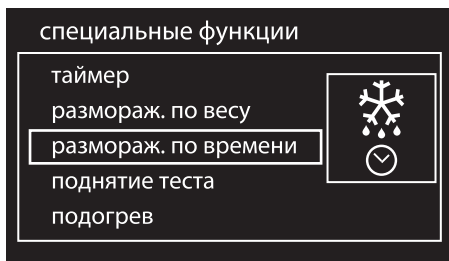 специальные функции
таймер
размораж. по весу
размораж. по времени
поднятие теста
подогрев